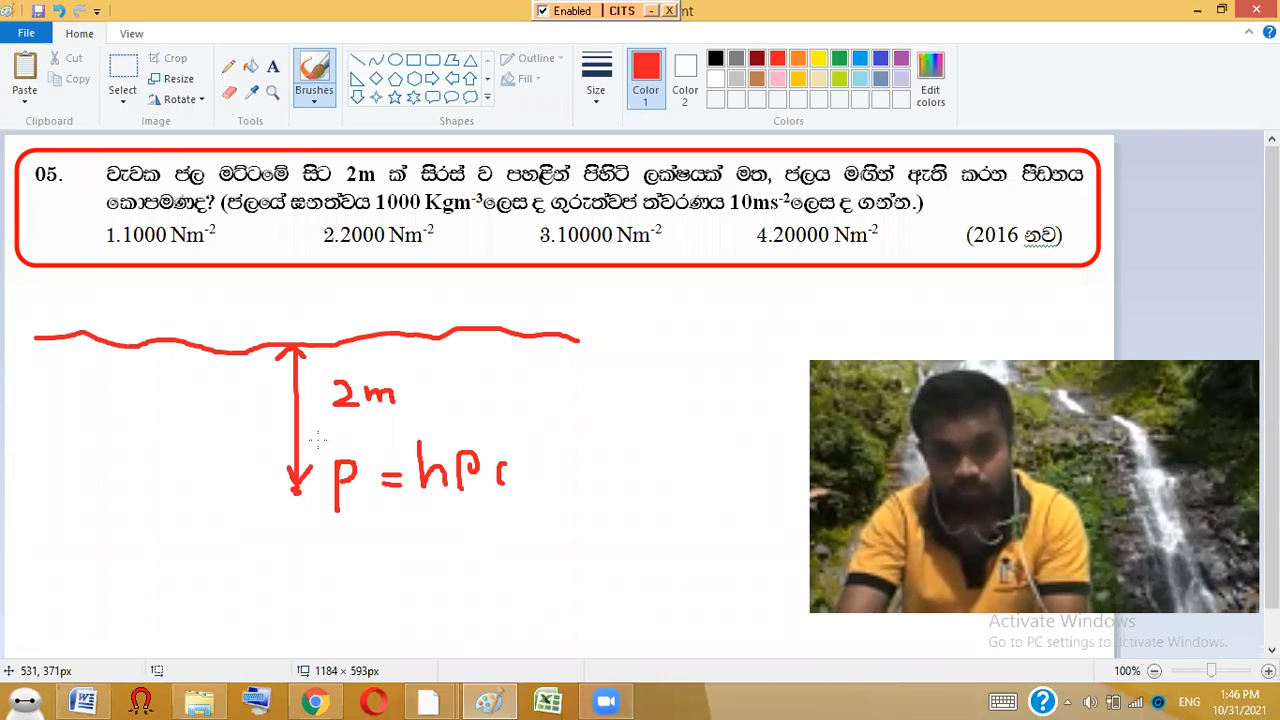 Enabled | CITS
nt
File Home View
Paste
Cut
Copy
Clipboard
Select
Crop
Resize
Rotate
Image
Tools
Brushes
Outline
Fill
Shapes
Size
Color 1
Color 2
Edit colors
Colors
05. වැවක ජල මට්ටමේ සිට 2m ක් සිරස් ව පහළින් පිහිටි ලක්ෂයක් මත, ජලය මඟින් ඇති කරන පීඩනය
කොපමණද? (ජලයේ ඝනත්වය 1000 Kgm-3ලෙස ද ගුරුත්වජ ත්වරණය 10ms-2ලෙස ද ගන්න.)
1.1000 Nm-2 2.2000 Nm-2 3.10000 Nm-2 4.20000 Nm-2 (2016 නව)
2m
P = hρ
Activate Windows
Go to PC settings to activate Windows.
531, 371px 1184 × 593px 100%
ENG 1:46 PM
10/31/2021